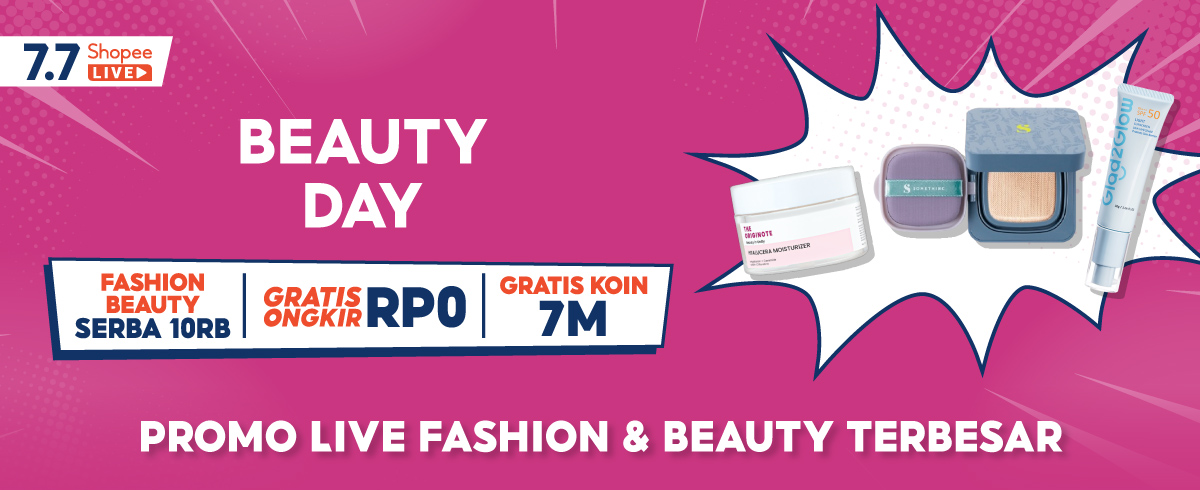 7.7 Shopee
LIVE
BEAUTY
DAY
FASHION
BEAUTY
SERBA 10RB
GRATIS
ONGKIR
RP0
GRATIS KOIN
7M
THE
ORIGINOTE
MOISTURIZER
SOMETHINC
Glad2Glow
SPF 50
PROMO LIVE FASHION & BEAUTY TERBESAR